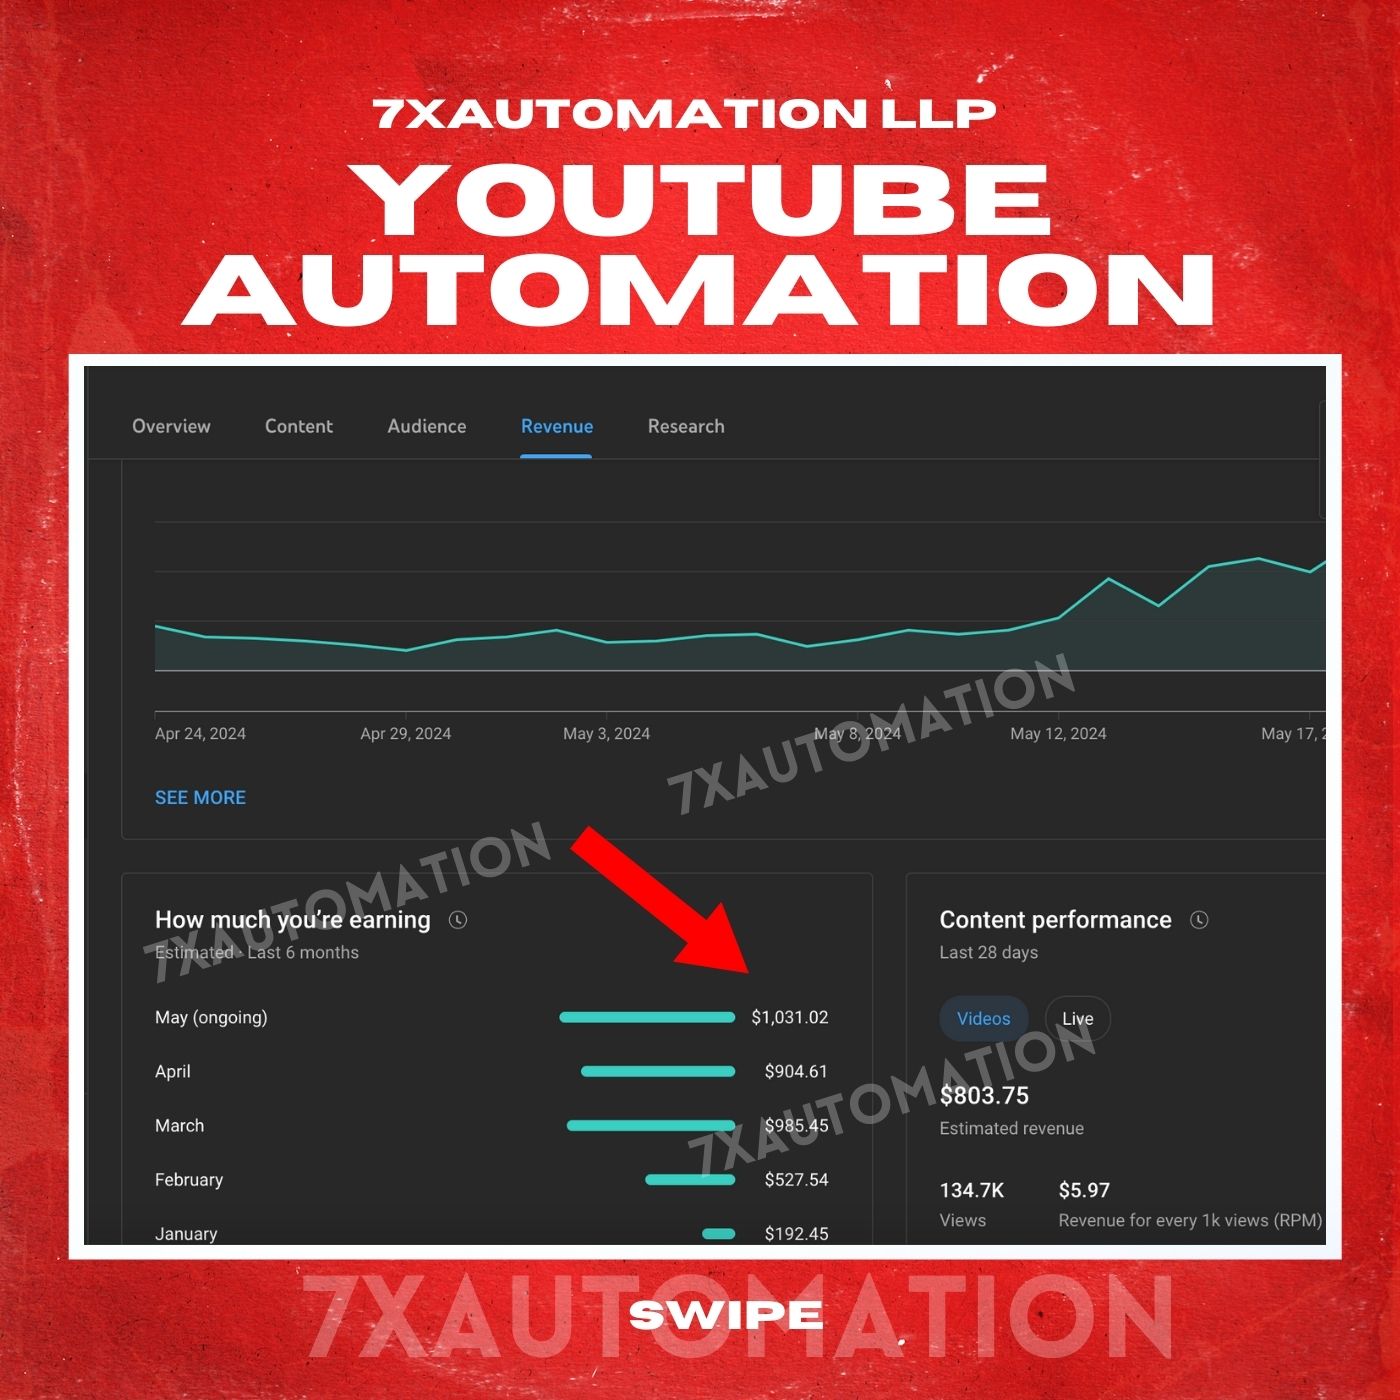 7XAUTOMATION LLP
YOUTUBE
AUTOMATION
Overview Content Audience Revenue Research
Apr 24, 2024 Apr 29, 2024 May 3, 2024 May 8, 2024 May 12, 2024 May 17, 2
7XAUTOMATION
SEE MORE
7XAUTOMATION
How much you're earning
Estimated · Last 6 months
May (ongoing) $1,031.02
April $904.61
March $985.45
February $527.54
January $192.45
Content performance
Last 28 days
Videos Live
7XAUTOMATION
$803.75
Estimated revenue
134.7K $5.97
Views Revenue for every 1k views (RPM)
7XAUTOMATION
SWIPE